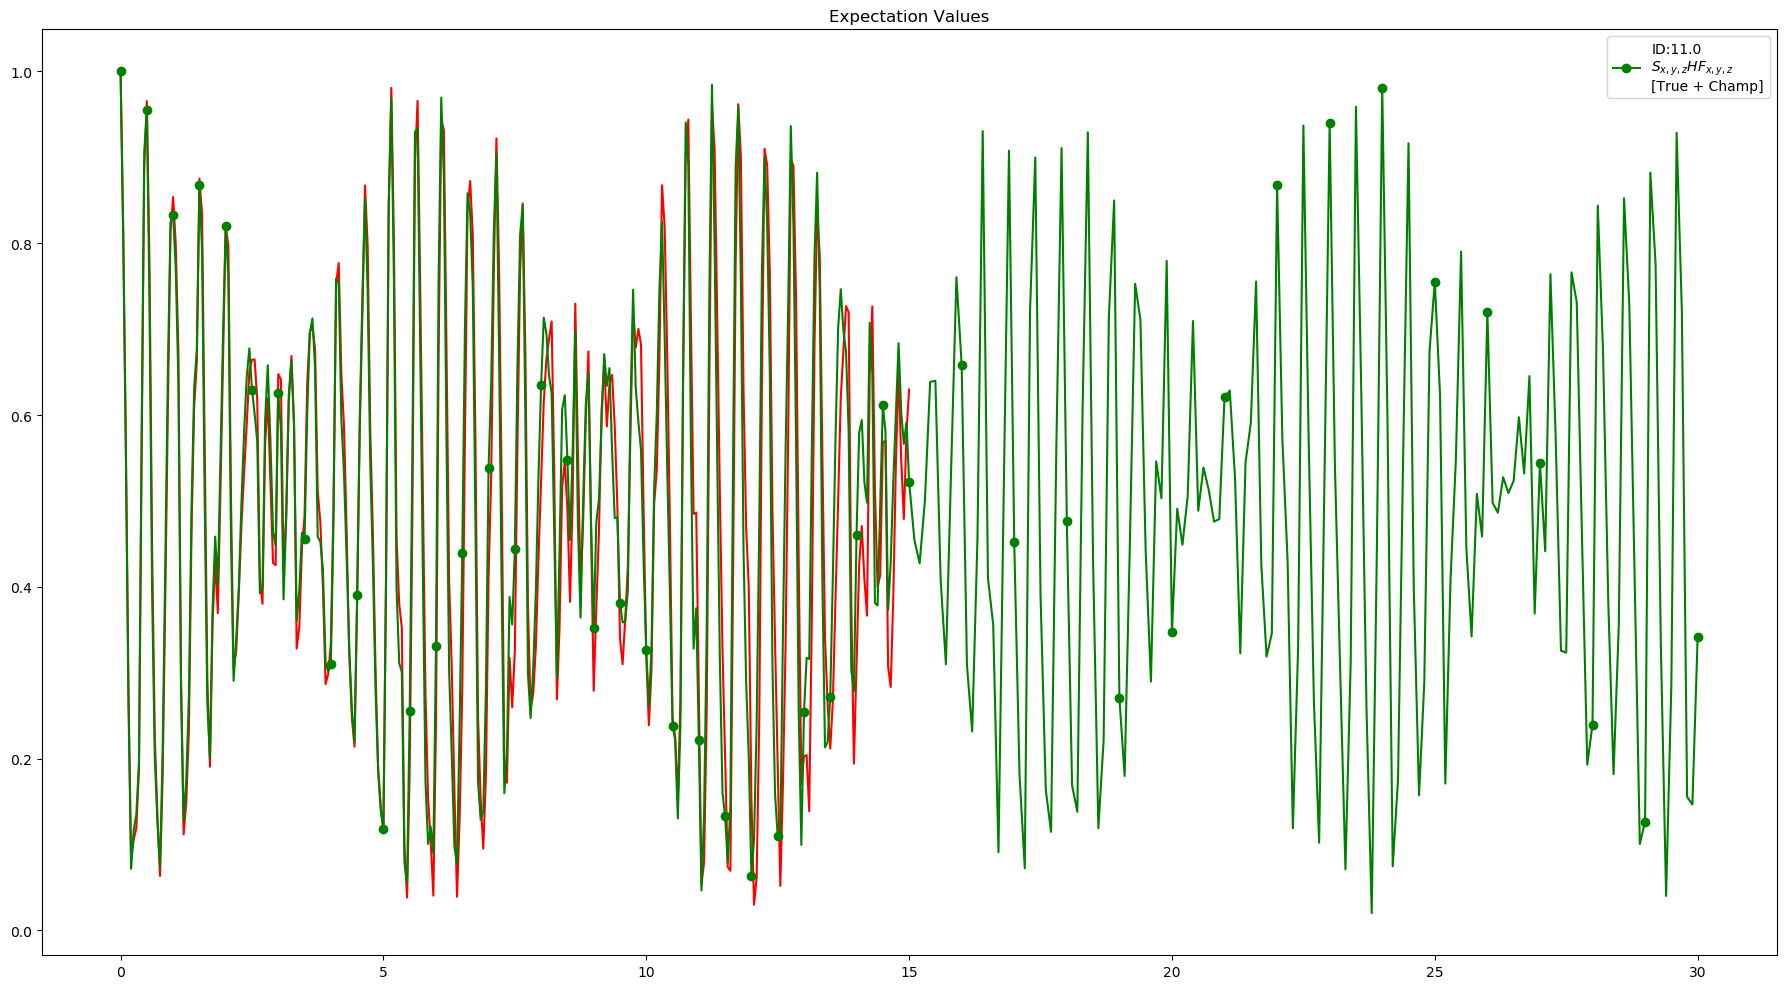 Expectation Values
ID:11.0
S_{x,y,z}HF_{x,y,z}
[True + Champ]
1.0
0.8
0.6
0.4
0.2
0.0
0 5 10 15 20 25 30